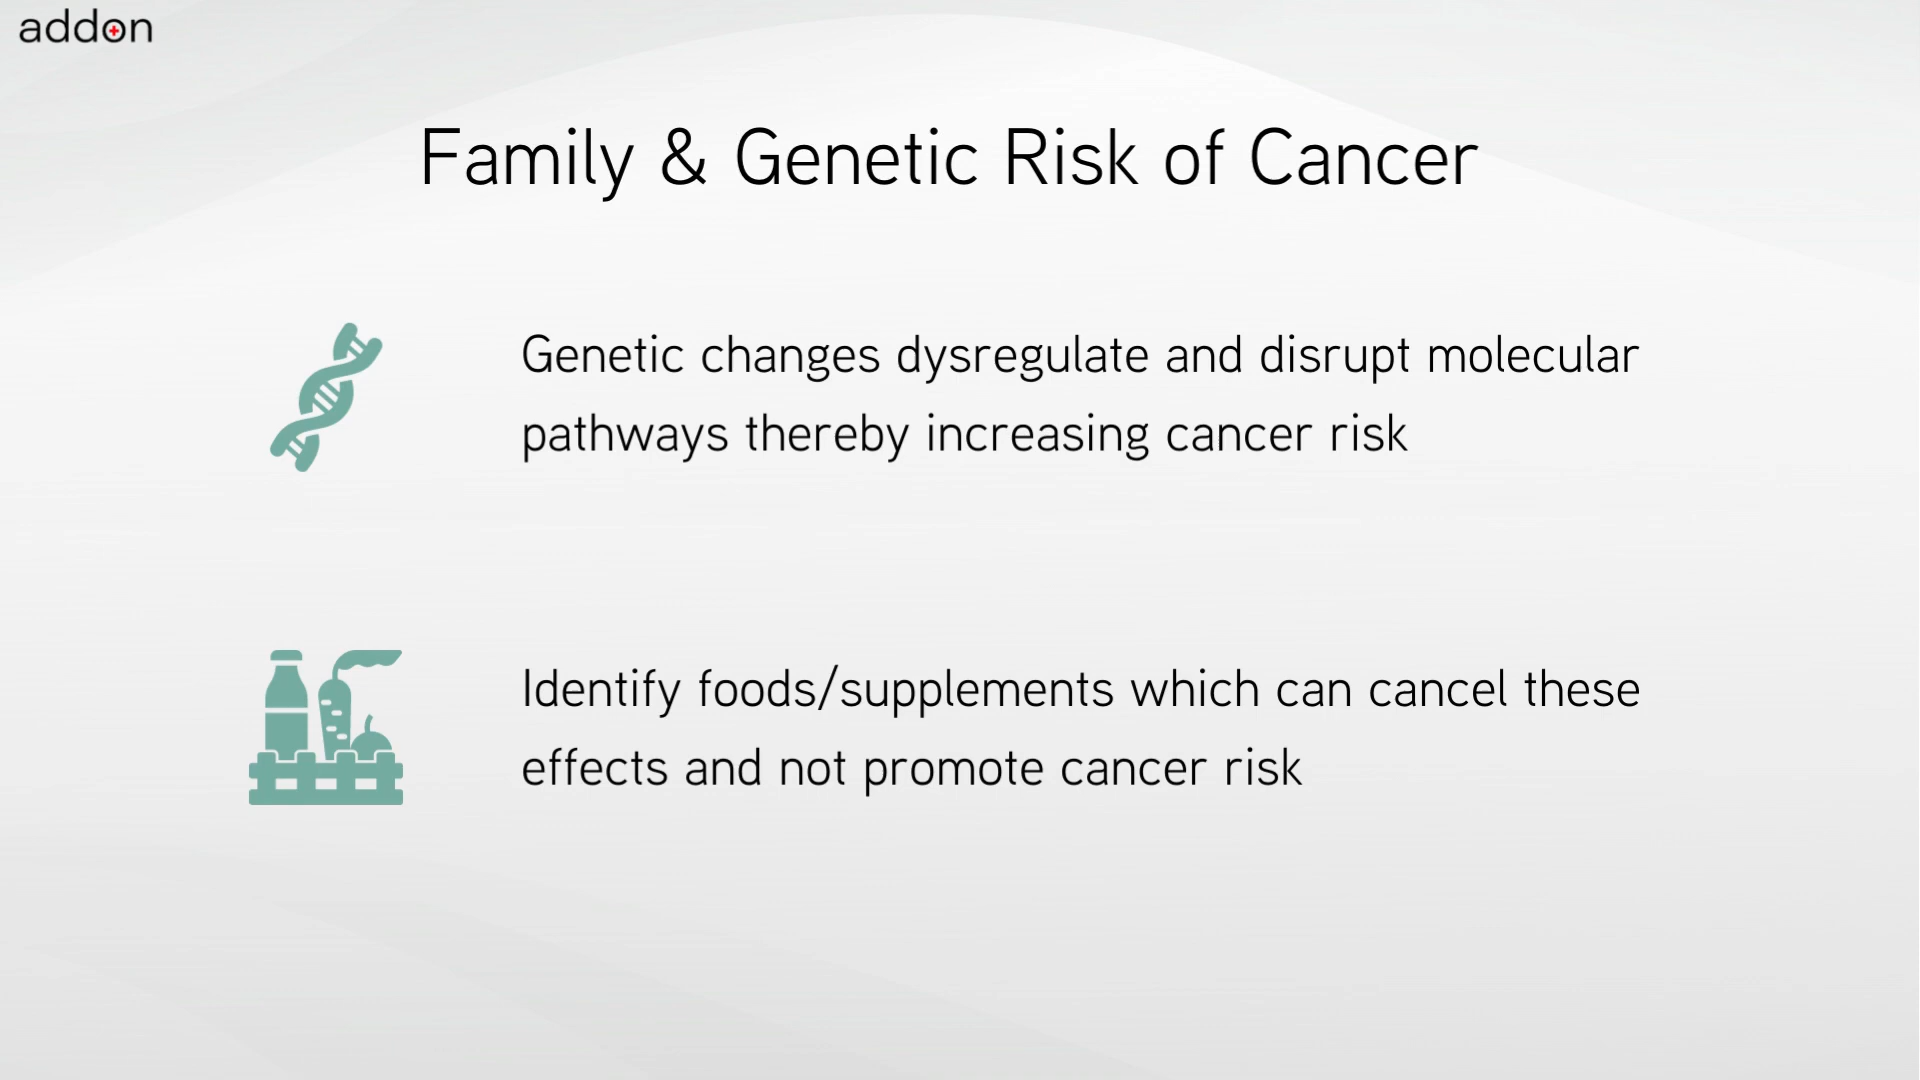 addon
Family & Genetic Risk of Cancer
Genetic changes dysregulate and disrupt molecular
pathways thereby increasing cancer risk
Identify foods/supplements which can cancel these
effects and not promote cancer risk